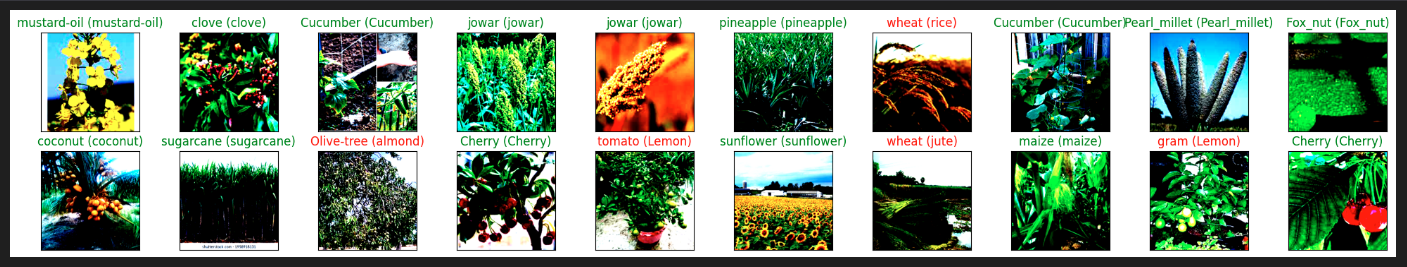 mustard-oil (mustard-oil) clove (clove) Cucumber (Cucumber) jowar (jowar) jowar (jowar) pineapple (pineapple) wheat (rice) Cucumber (Cucumber) Pearl_millet (Pearl_millet) Fox_nut (Fox_nut)
coconut (coconut) sugarcane (sugarcane) Olive-tree (almond) Cherry (Cherry) tomato (Lemon) sunflower (sunflower) wheat (jute) maize (maize) gram (Lemon) Cherry (Cherry)